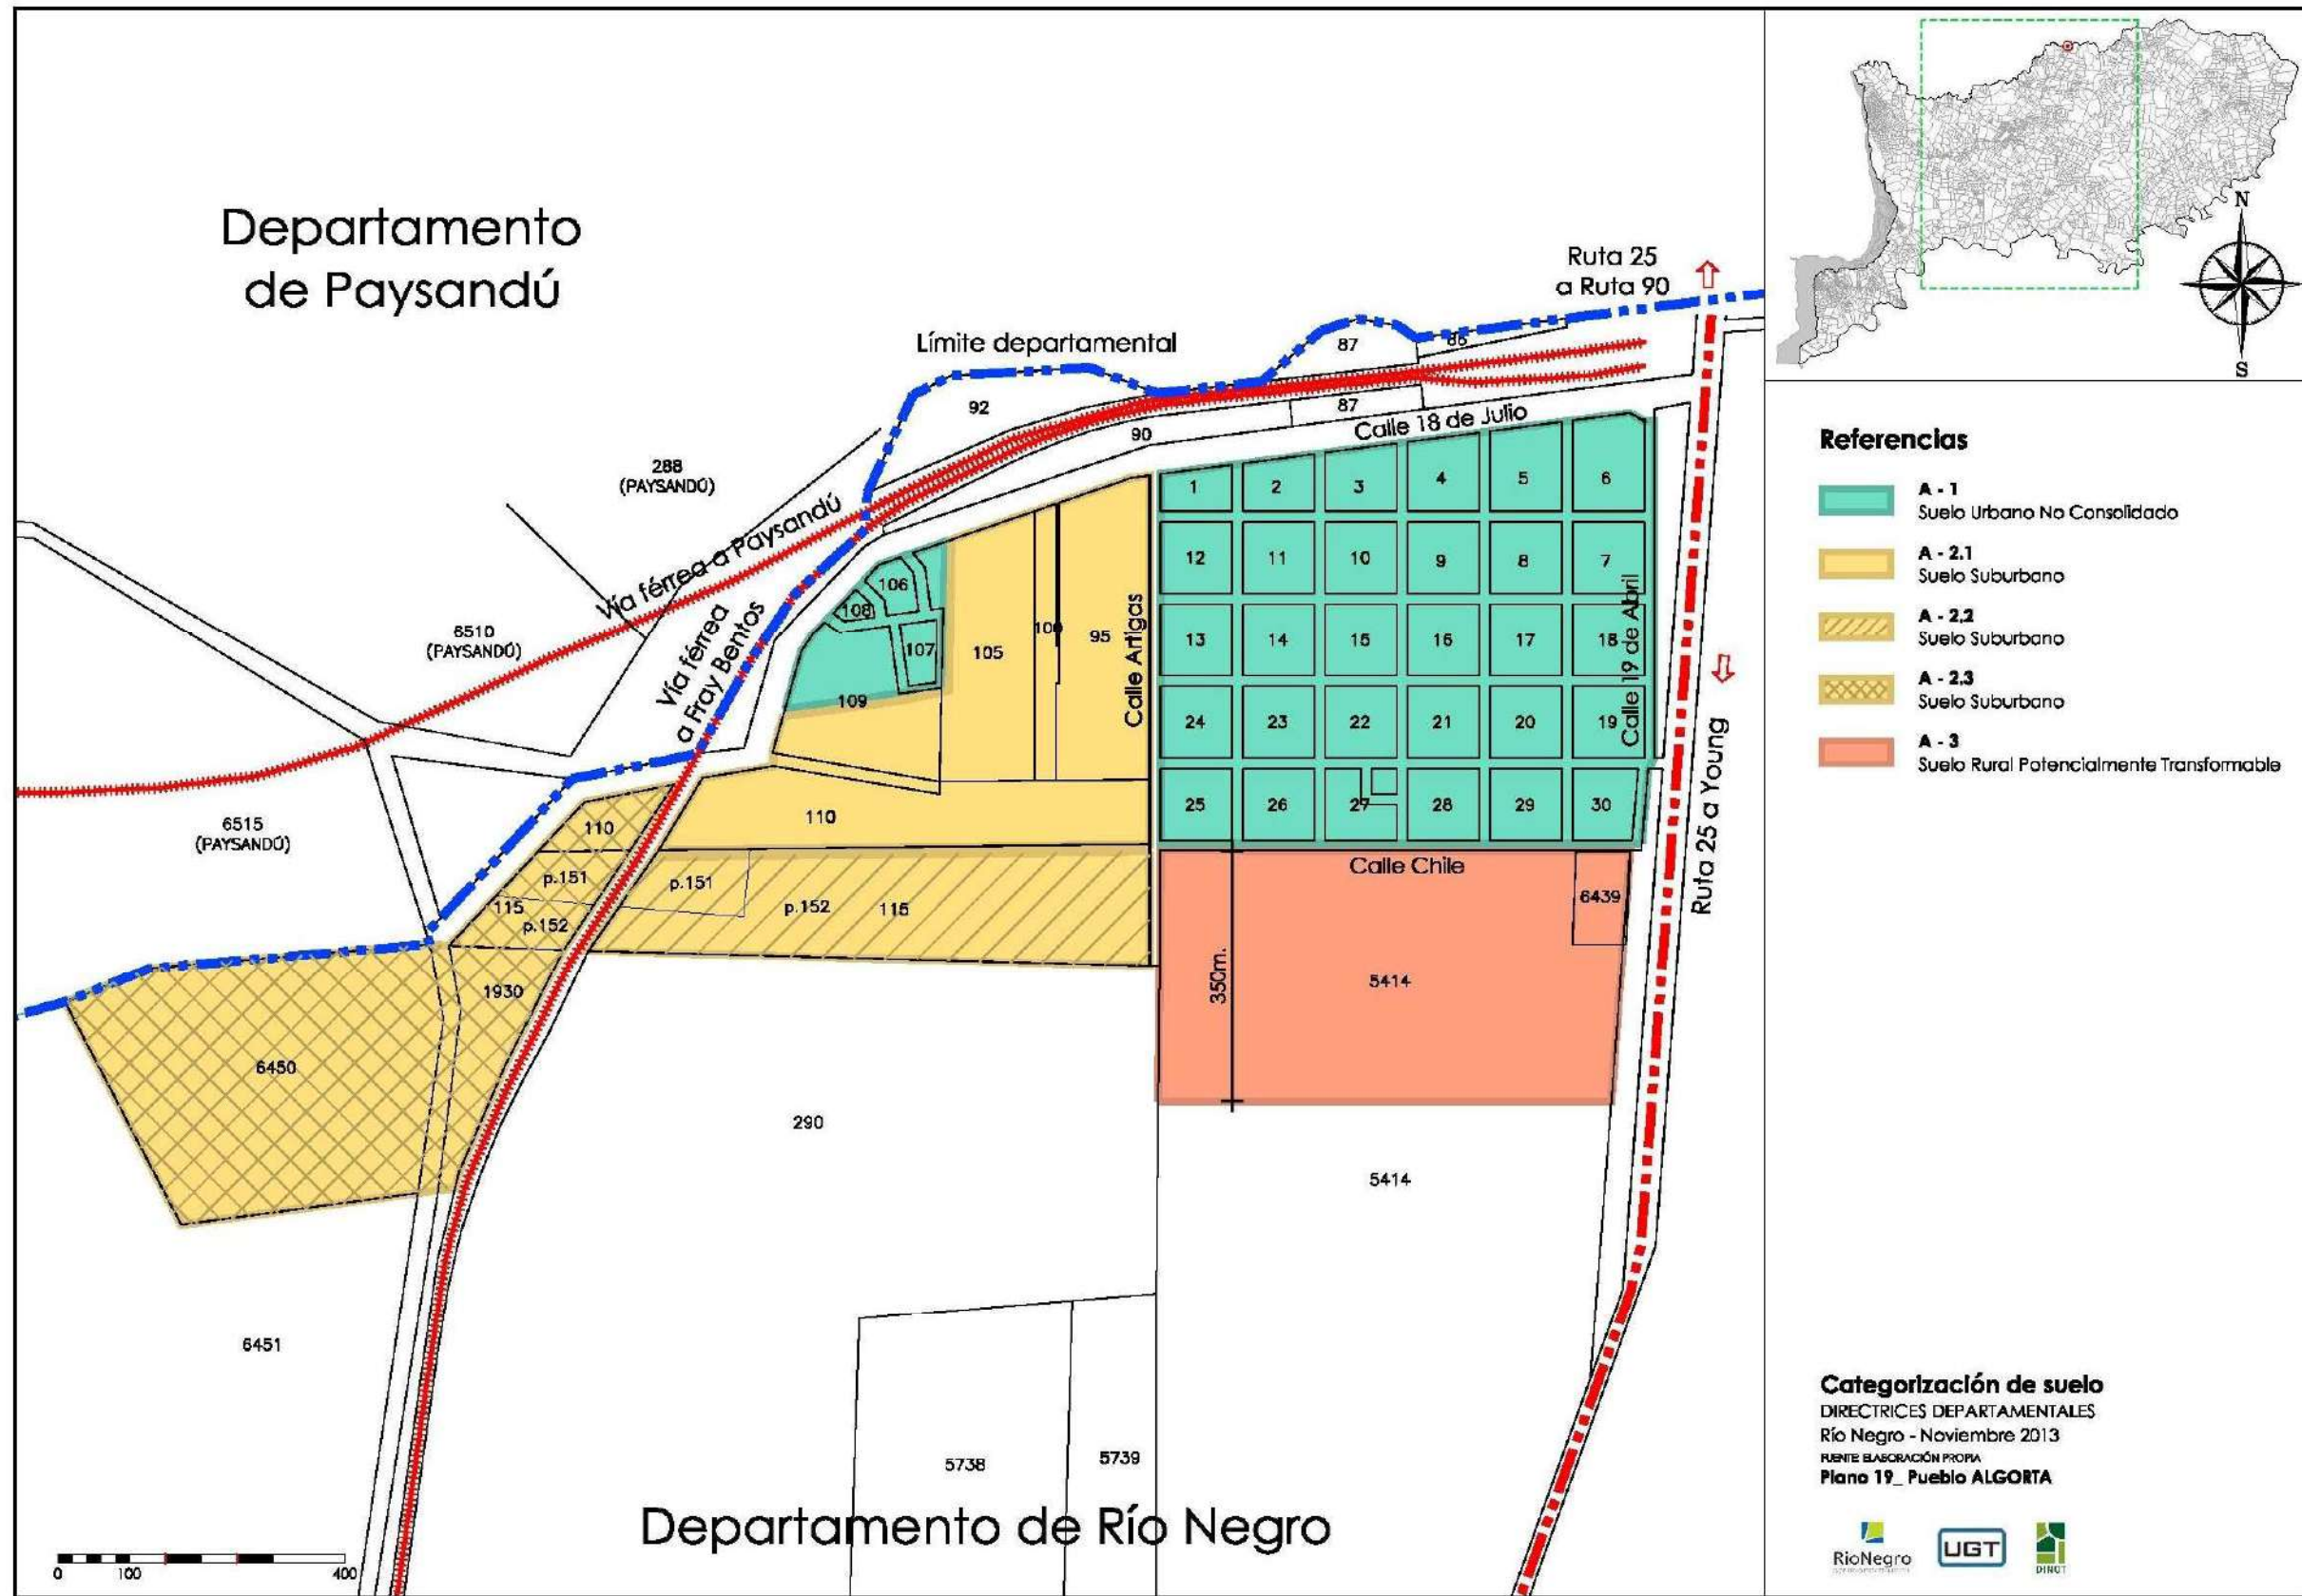 Departamento
de Paysandú
Ruta 25
a Ruta 90
Límite departamental
87
86
92
87
90
Calle 18 de Julio
288
(PAYSANDÚ)
Vía férrea a Paysandú
Vía férrea
a Fray Bentos
6510
(PAYSANDÚ)
6515
(PAYSANDÚ)
1
2
3
4
5
6
12
11
10
9
8
7
13
14
15
16
17
18
24
23
22
21
20
19
25
26
27
28
29
30
106
108
107
109
105
95
Calle Artigas
Calle 19 de Abril
Ruta 25 a Young
110
110
p.151
p.151
115
p.152
p.152
115
1930
6450
Calle Chile
6439
350m.
5414
5414
290
6451
5738
5739
Departamento de Río Negro
0
100
400
N
S
Referencias
A - 1
Suelo Urbano No Consolidado
A - 2.1
Suelo Suburbano
A - 2.2
Suelo Suburbano
A - 2.3
Suelo Suburbano
A - 3
Suelo Rural Potencialmente Transformable
Categorización de suelo
DIRECTRICES DEPARTAMENTALES
Río Negro - Noviembre 2013
FUENTE ELABORACIÓN PROPIA
Plano 19_ Pueblo ALGORTA
RioNegro
UGT
DINOT